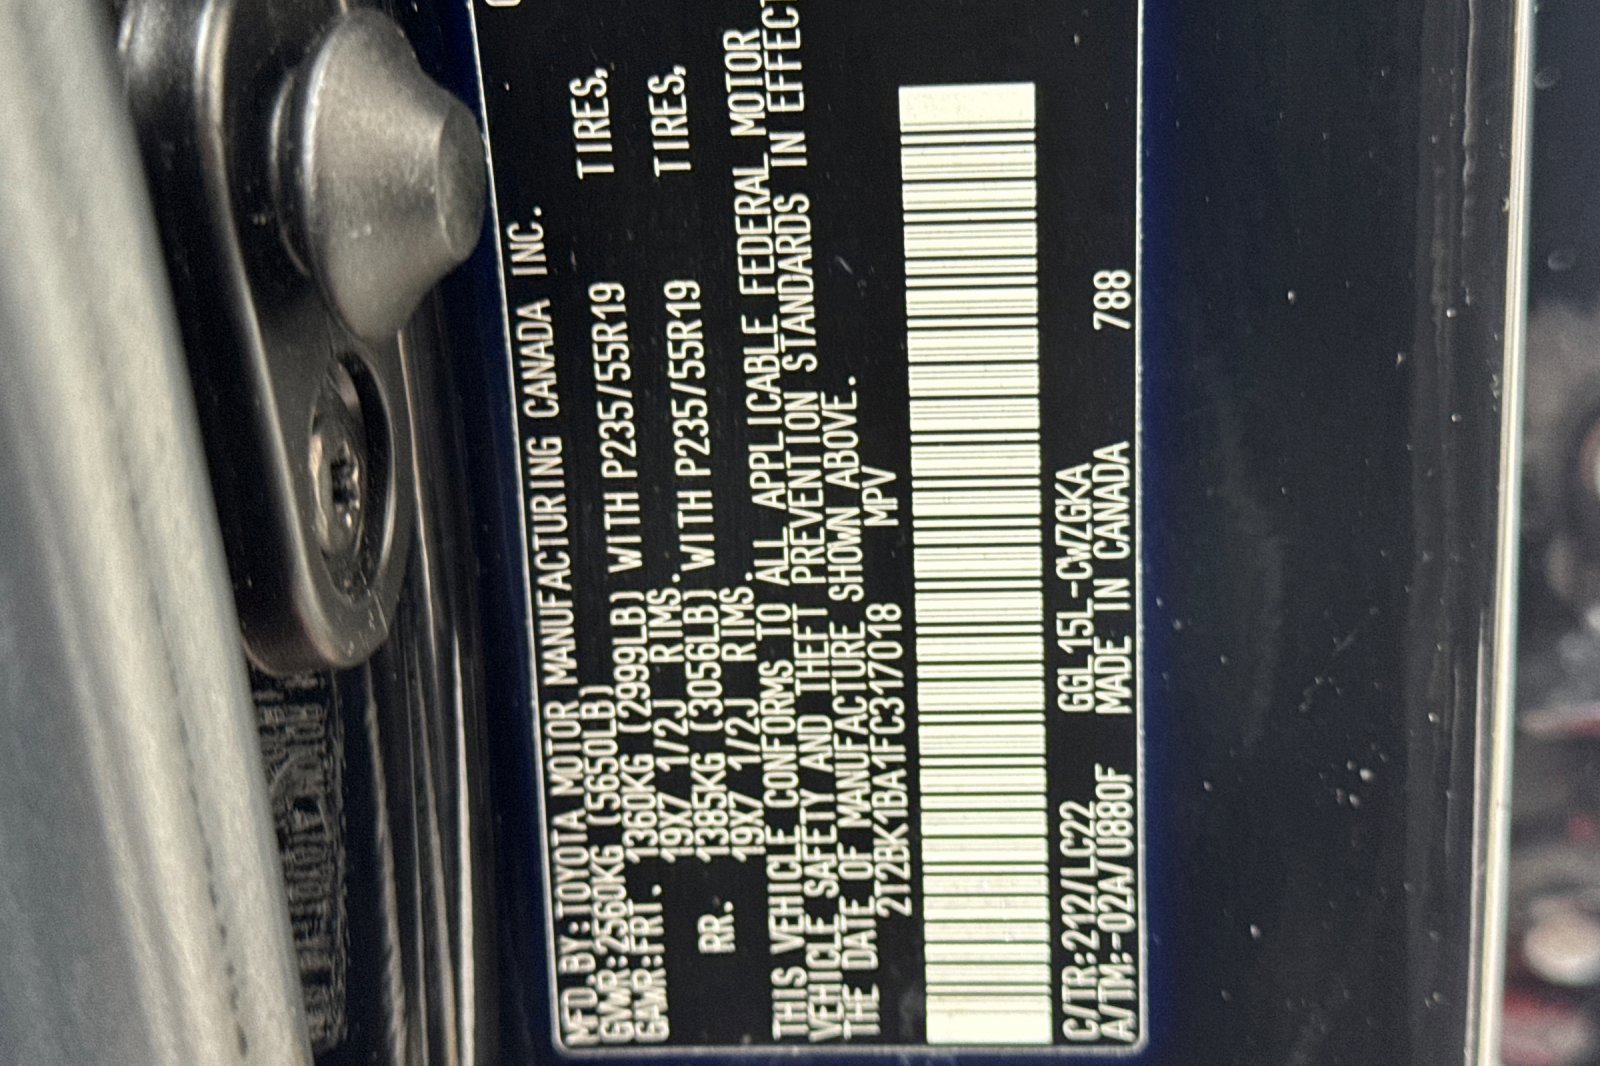 MFD.BY:TOYOTA MOTOR MANUFACTURING CANADA INC.
GVWR:2560KG (5650LB)
GAWR:FRT. 1360KG (2999LB) WITH P235/55R19 TIRES,
19X7 1/2J RIMS.
RR. 1385KG (3056LB) WITH P235/55R19 TIRES,
19X7 1/2J RIMS.
THIS VEHICLE CONFORMS TO ALL APPLICABLE FEDERAL MOTOR
VEHICLE SAFETY AND THEFT PREVENTION STANDARDS IN EFFECT
THE DATE OF MANUFACTURE SHOWN ABOVE.
2T2BK1BA1FC317018 MPV
C/TR:212/LC22 GGL15L-CWZGKA
A/TM:-02A/U880F MADE IN CANADA 788